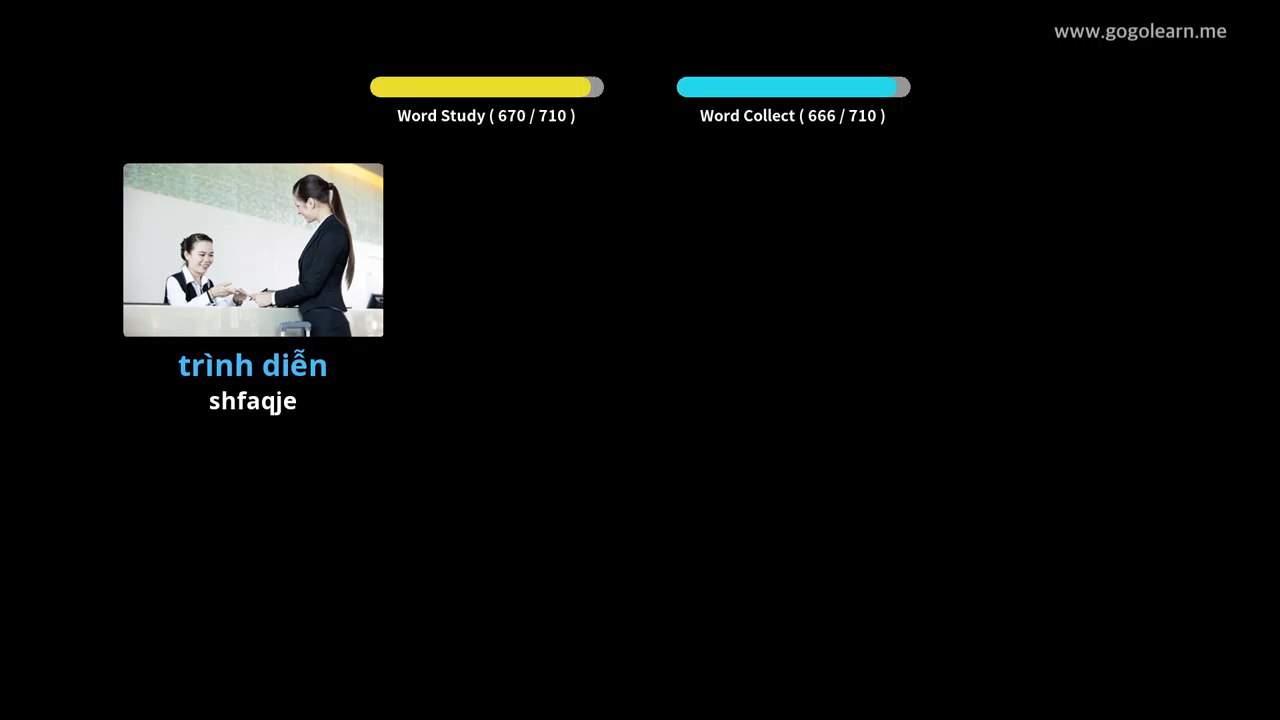 www.gogolearn.me
Word Study ( 670 / 710 )
Word Collect ( 666 / 710 )
trình diễn
shfaqje